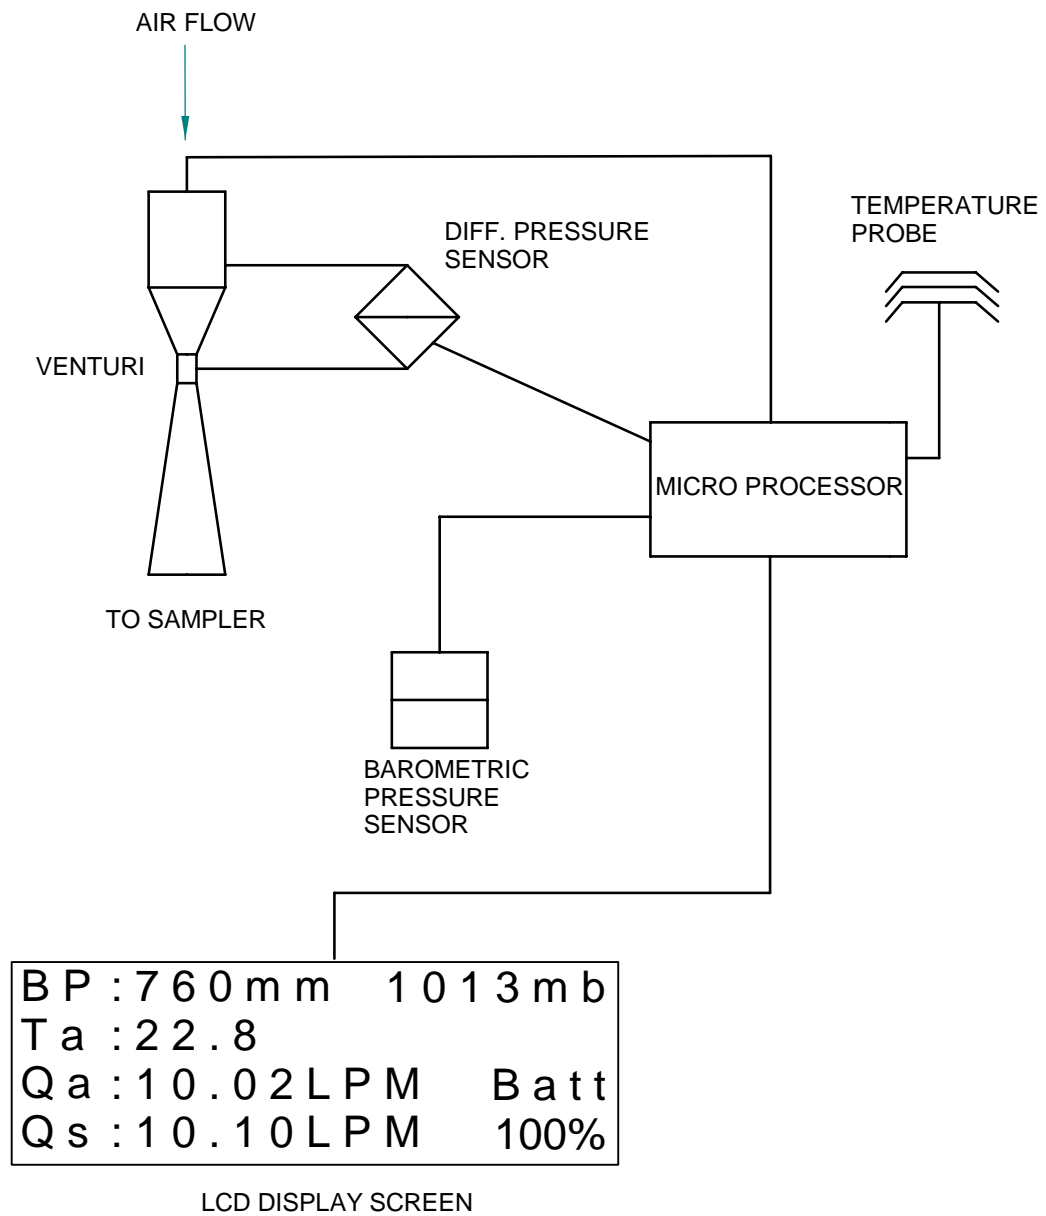 AIR FLOW
TEMPERATURE
PROBE
DIFF. PRESSURE
SENSOR
VENTURI
MICRO PROCESSOR
TO SAMPLER
BAROMETRIC
PRESSURE
SENSOR
BP:760mm 1013mb
Ta:22.8
Qa:10.02LPM Batt
Qs:10.10LPM 100%
LCD DISPLAY SCREEN